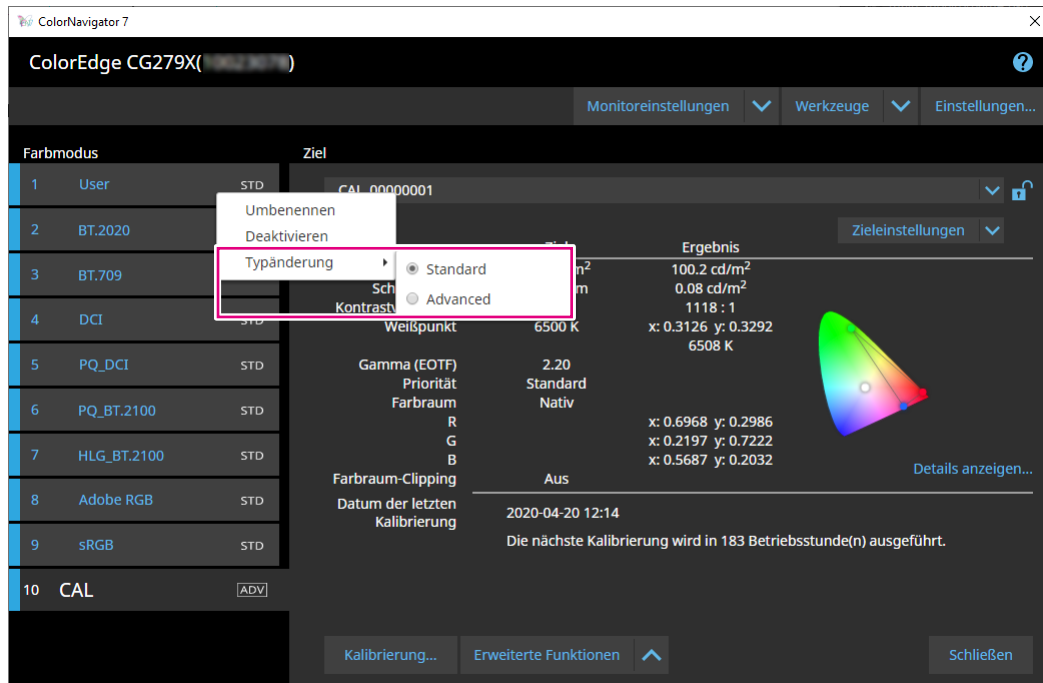 ColorNavigator 7
ColorEdge CG279X( )
Monitoreinstellungen Werkzeuge Einstellungen...
Farbmodus
1 User STD
2 BT.2020
3 BT.709
4 DCI
5 PQ_DCI STD
6 PQ_BT.2100 STD
7 HLG_BT.2100 STD
8 Adobe RGB STD
9 sRGB STD
10 CAL ADV
Umbenennen
Deaktivieren
Typänderung
Standard
Advanced
Ziel
CAL 00000001
Zieleinstellungen
Ergebnis
100.2 cd/m²
0.08 cd/m²
1118 : 1
Weißpunkt 6500 K x: 0.3126 y: 0.3292
6508 K
Gamma (EOTF) 2.20
Priorität Standard
Farbraum Nativ
R x: 0.6968 y: 0.2986
G x: 0.2197 y: 0.7222
B x: 0.5687 y: 0.2032
Details anzeigen...
Farbraum-Clipping Aus
Datum der letzten
Kalibrierung
2020-04-20 12:14
Die nächste Kalibrierung wird in 183 Betriebsstunde(n) ausgeführt.
Kalibrierung... Erweiterte Funktionen Schließen